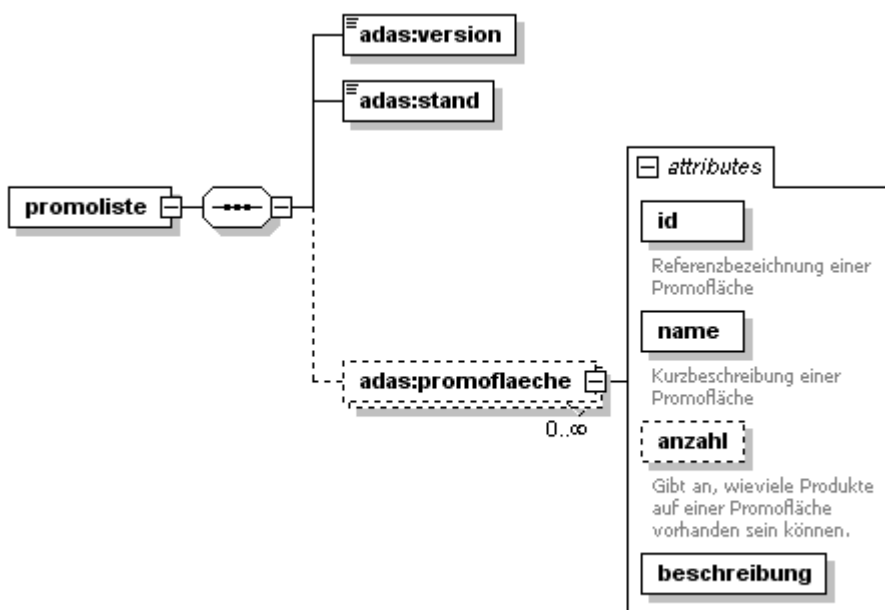 adas:version
adas:stand
promoliste
attributes
id
Referenzbezeichnung einer
Promofläche
name
Kurzbeschreibung einer
Promofläche
adas:promoflaeche
0..∞
anzahl
Gibt an, wieviele Produkte
auf einer Promofläche
vorhanden sein können.
beschreibung